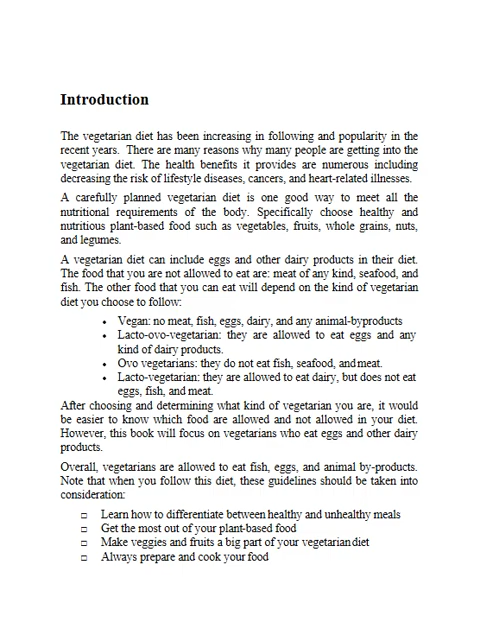 Introduction
The vegetarian diet has been increasing in following and popularity in the
recent years.  There are many reasons why many people are getting into the
vegetarian diet. The health benefits it provides are numerous including
decreasing the risk of lifestyle diseases, cancers, and heart-related illnesses.
A carefully planned vegetarian diet is one good way to meet all the
nutritional requirements of the body. Specifically choose healthy and
nutritious plant-based food such as vegetables, fruits, whole grains, nuts,
and legumes.
A vegetarian diet can include eggs and other dairy products in their diet.
The food that you are not allowed to eat are: meat of any kind, seafood, and
fish. The other food that you can eat will depend on the kind of vegetarian
diet you choose to follow:
• Vegan: no meat, fish, eggs, dairy, and any animal-byproducts
• Lacto-ovo-vegetarian: they are allowed to eat eggs and any
kind of dairy products.
• Ovo vegetarians: they do not eat fish, seafood, and meat.
• Lacto-vegetarian: they are allowed to eat dairy, but does not eat
eggs, fish, and meat.
After choosing and determining what kind of vegetarian you are, it would
be easier to know which food are allowed and not allowed in your diet.
However, this book will focus on vegetarians who eat eggs and other dairy
products.
Overall, vegetarians are allowed to eat fish, eggs, and animal by-products.
Note that when you follow this diet, these guidelines should be taken into
consideration:
□ Learn how to differentiate between healthy and unhealthy meals
□ Get the most out of your plant-based food
□ Make veggies and fruits a big part of your vegetarian diet
□ Always prepare and cook your food